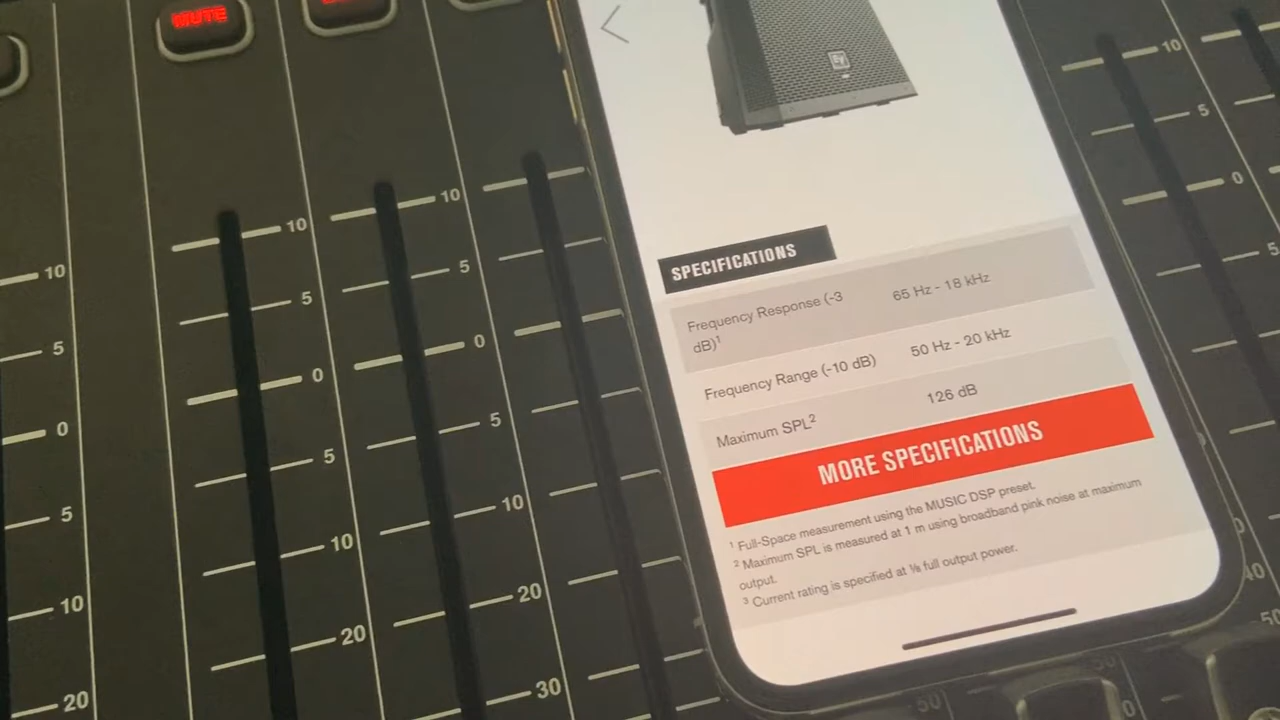 MUTE
EV
SPECIFICATIONS
Frequency Response (-3
dB)¹
65 Hz - 18 kHz
Frequency Range (-10 dB)
50 Hz - 20 kHz
Maximum SPL²
126 dB
MORE SPECIFICATIONS
¹ Full-Space measurement using the MUSIC DSP preset.
² Maximum SPL is measured at 1 m using broadband pink noise at maximum
output.
³ Current rating is specified at ⅛ full output power.
10
5
0
5
10
20
10
5
0
5
10
20
10
5
0
5
10
20
30
10
5
0
5
50